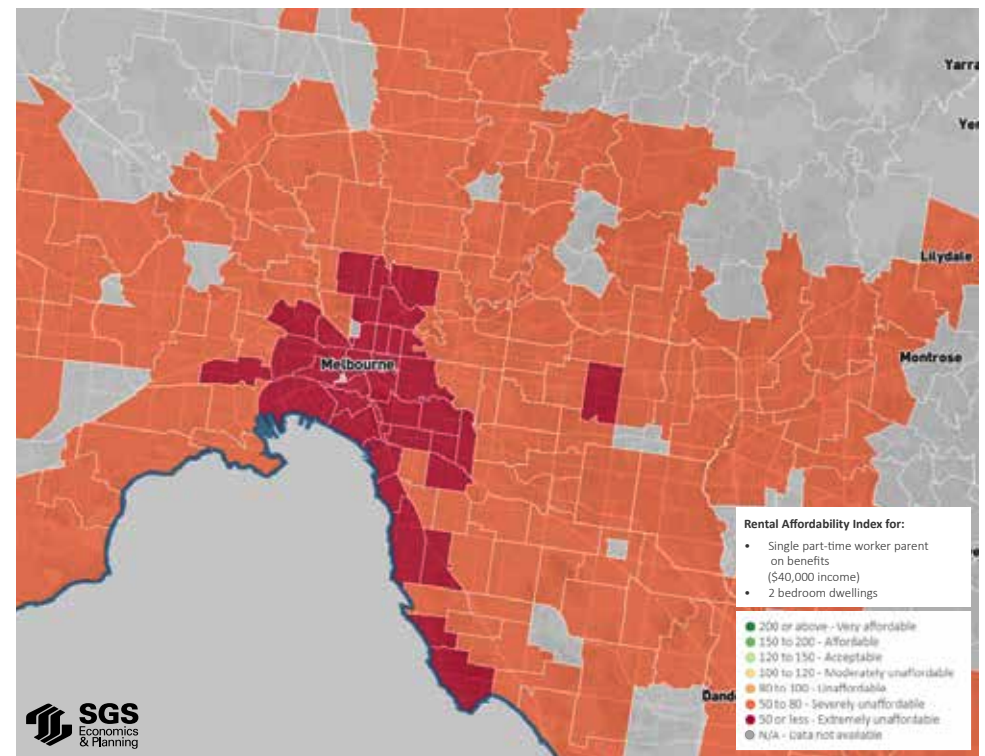 Yarra
Yer
Lilydale
Melbourne
Montrose
Rental Affordability Index for:
• Single part-time worker parent
on benefits
($40,000 income)
• 2 bedroom dwellings
200 or above - Very affordable
150 to 200 - Affordable
120 to 150 - Acceptable
100 to 120 - Moderately unaffordable
80 to 100 - Unaffordable
50 to 80 - Severely unaffordable
50 or less - Extremely unaffordable
N/A - Data not available
Dand
SGS
Economics
& Planning